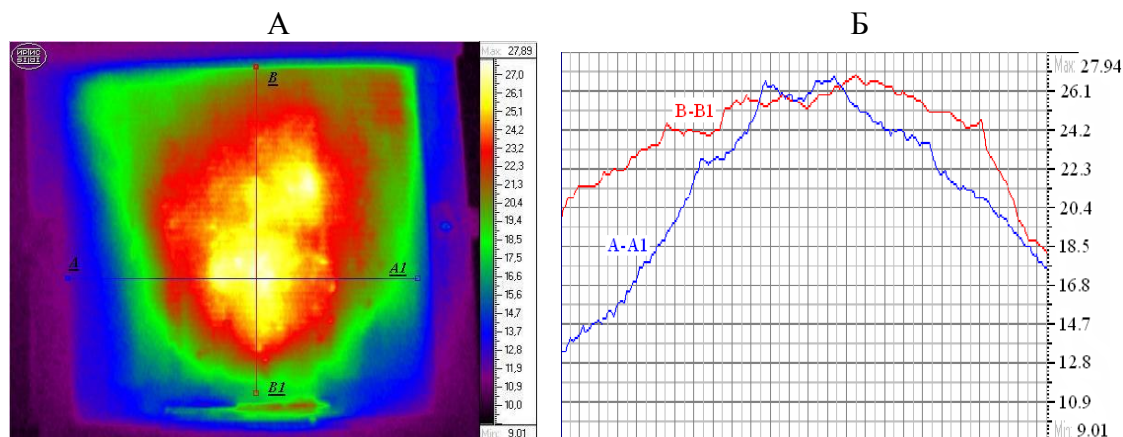 А
Б
Max: 27,89
27,0
26,1
25,1
24,2
23,2
22,3
21,3
20,4
19,4
18,5
17,5
16,6
15,6
14,7
13,7
12,8
11,9
10,9
10,0
Min: 9.01
B
A
A1
B1
Max: 27.94
26.1
24.2
22.3
20.4
18.5
16.8
14.7
12.8
10.9
Min: 9.01
B-B1
A-A1